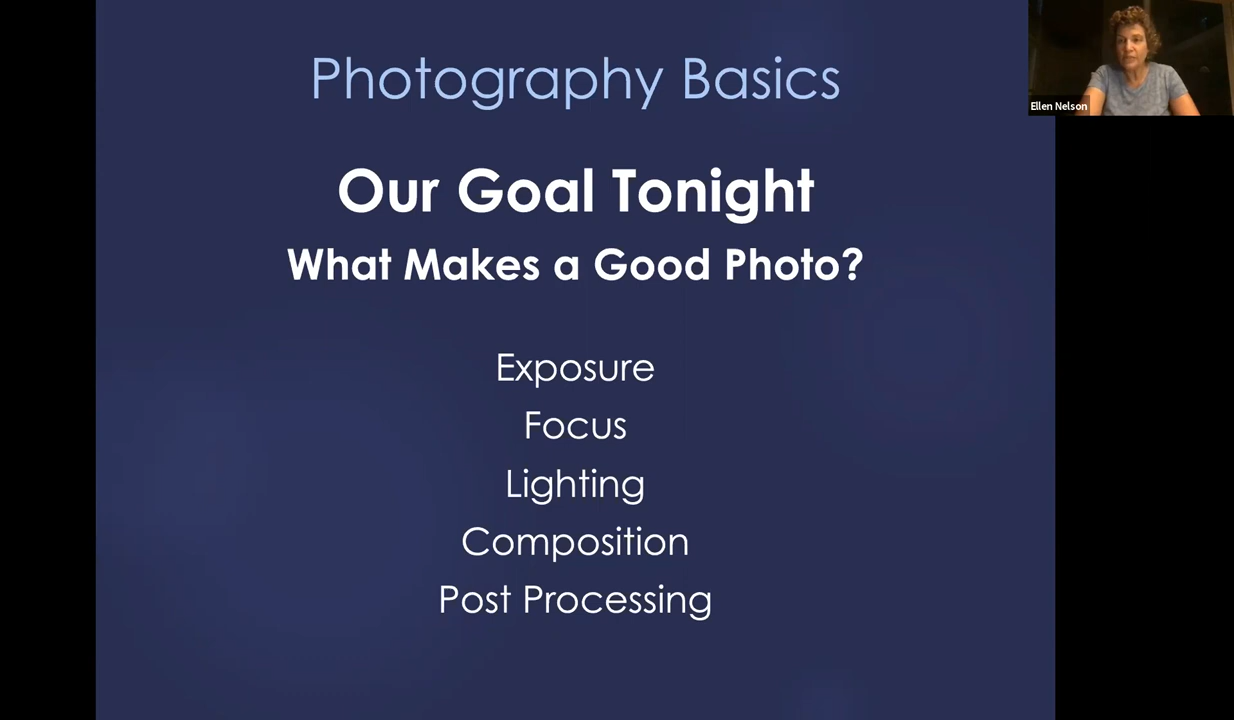 Photography Basics
Our Goal Tonight
What Makes a Good Photo?
Exposure
Focus
Lighting
Composition
Post Processing
Ellen Nelson